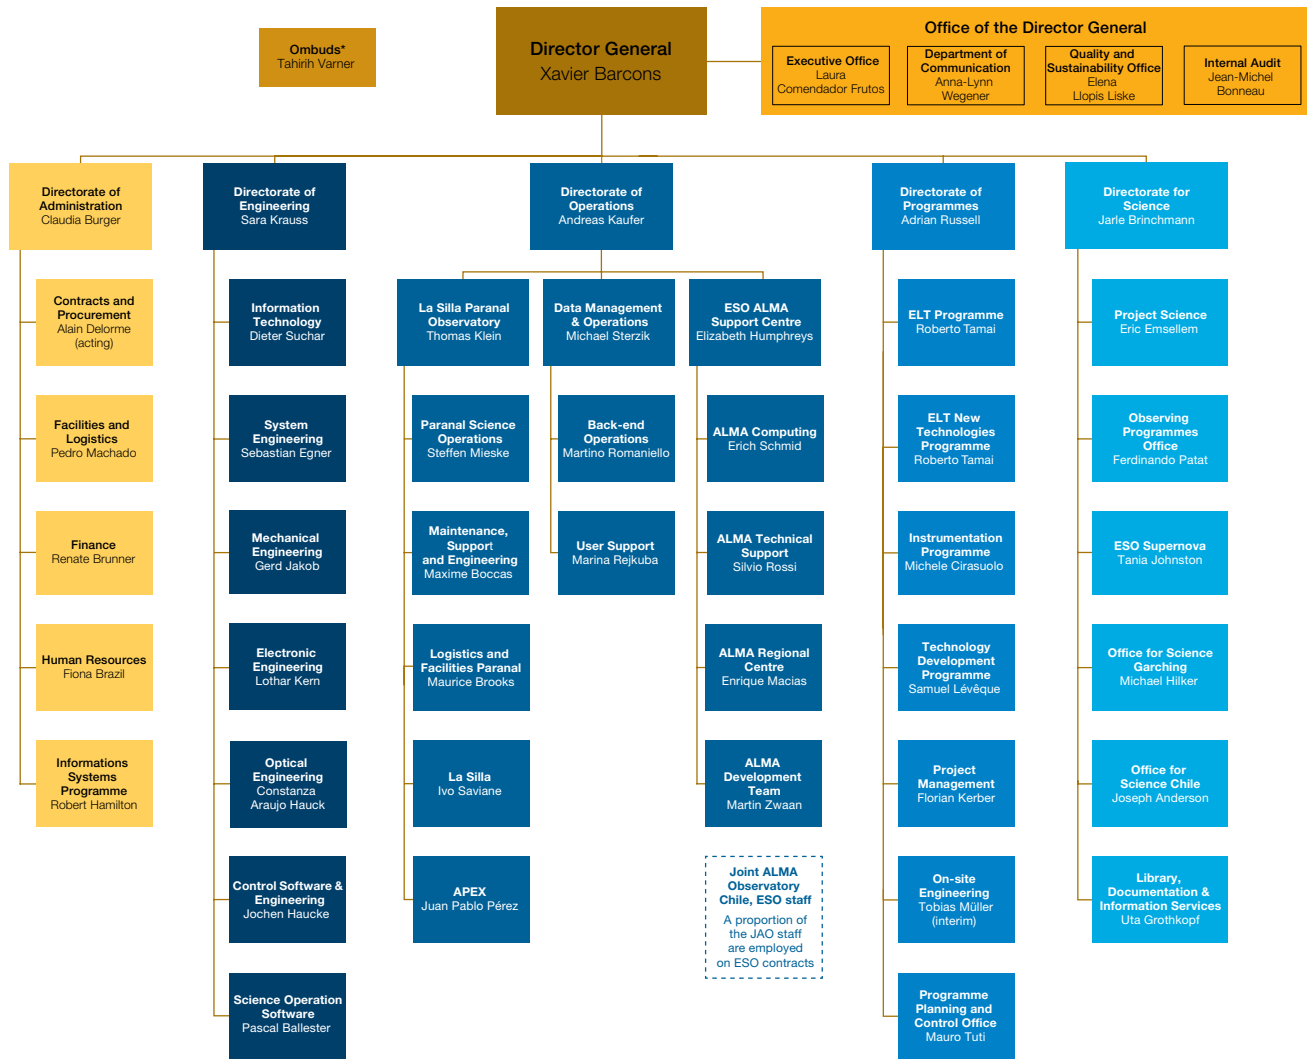 Ombuds*
Tahirih Varner
Director General
Xavier Barcons
Office of the Director General
Executive Office
Laura
Comendador Frutos
Department of
Communication
Anna-Lynn
Wegener
Quality and
Sustainability Office
Elena
Llopis Liske
Internal Audit
Jean-Michel
Bonneau
Directorate of
Administration
Claudia Burger
Directorate of
Engineering
Sara Krauss
Directorate of
Operations
Andreas Kaufer
Directorate of
Programmes
Adrian Russell
Directorate for
Science
Jarle Brinchmann
Contracts and
Procurement
Alain Delorme
(acting)
Information
Technology
Dieter Suchar
La Silla Paranal
Observatory
Thomas Klein
Data Management
& Operations
Michael Sterzik
ESO ALMA
Support Centre
Elizabeth Humphreys
ELT Programme
Roberto Tamai
Project Science
Eric Emsellem
Facilities and
Logistics
Pedro Machado
System
Engineering
Sebastian Egner
Paranal Science
Operations
Steffen Mieske
Back-end
Operations
Martino Romaniello
ALMA Computing
Erich Schmid
ELT New
Technologies
Programme
Roberto Tamai
Observing
Programmes
Office
Ferdinando Patat
Finance
Renate Brunner
Mechanical
Engineering
Gerd Jakob
Maintenance,
Support
and Engineering
Maxime Boccas
User Support
Marina Rejkuba
ALMA Technical
Support
Silvio Rossi
Instrumentation
Programme
Michele Cirasuolo
ESO Supernova
Tania Johnston
Human Resources
Fiona Brazil
Electronic
Engineering
Lothar Kern
Logistics and
Facilities Paranal
Maurice Brooks
ALMA Regional
Centre
Enrique Macias
Technology
Development
Programme
Samuel Lévêque
Office for Science
Garching
Michael Hilker
Informations
Systems
Programme
Robert Hamilton
Optical
Engineering
Constanza
Araujo Hauck
La Silla
Ivo Saviane
ALMA
Development
Team
Martin Zwaan
Project
Management
Florian Kerber
Office for
Science Chile
Joseph Anderson
Control Software &
Engineering
Jochen Haucke
APEX
Juan Pablo Pérez
Joint ALMA
Observatory
Chile, ESO staff
A proportion of
the JAO staff
are employed
on ESO contracts
On-site
Engineering
Tobias Müller
(interim)
Library,
Documentation &
Information Services
Uta Grothkopf
Science Operation
Software
Pascal Ballester
Programme
Planning and
Control Office
Mauro Tuti